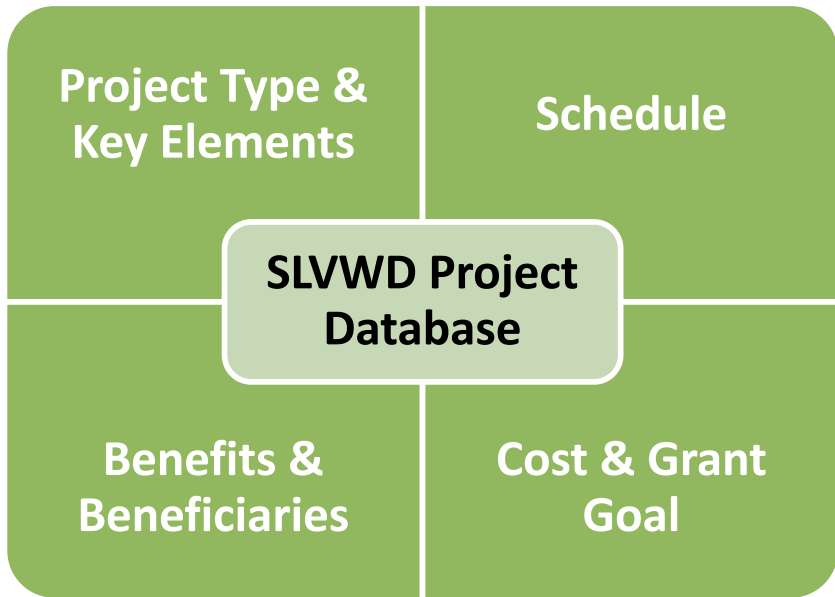 Project Type &
Key Elements
Schedule
SLVWD Project
Database
Benefits &
Beneficiaries
Cost & Grant
Goal